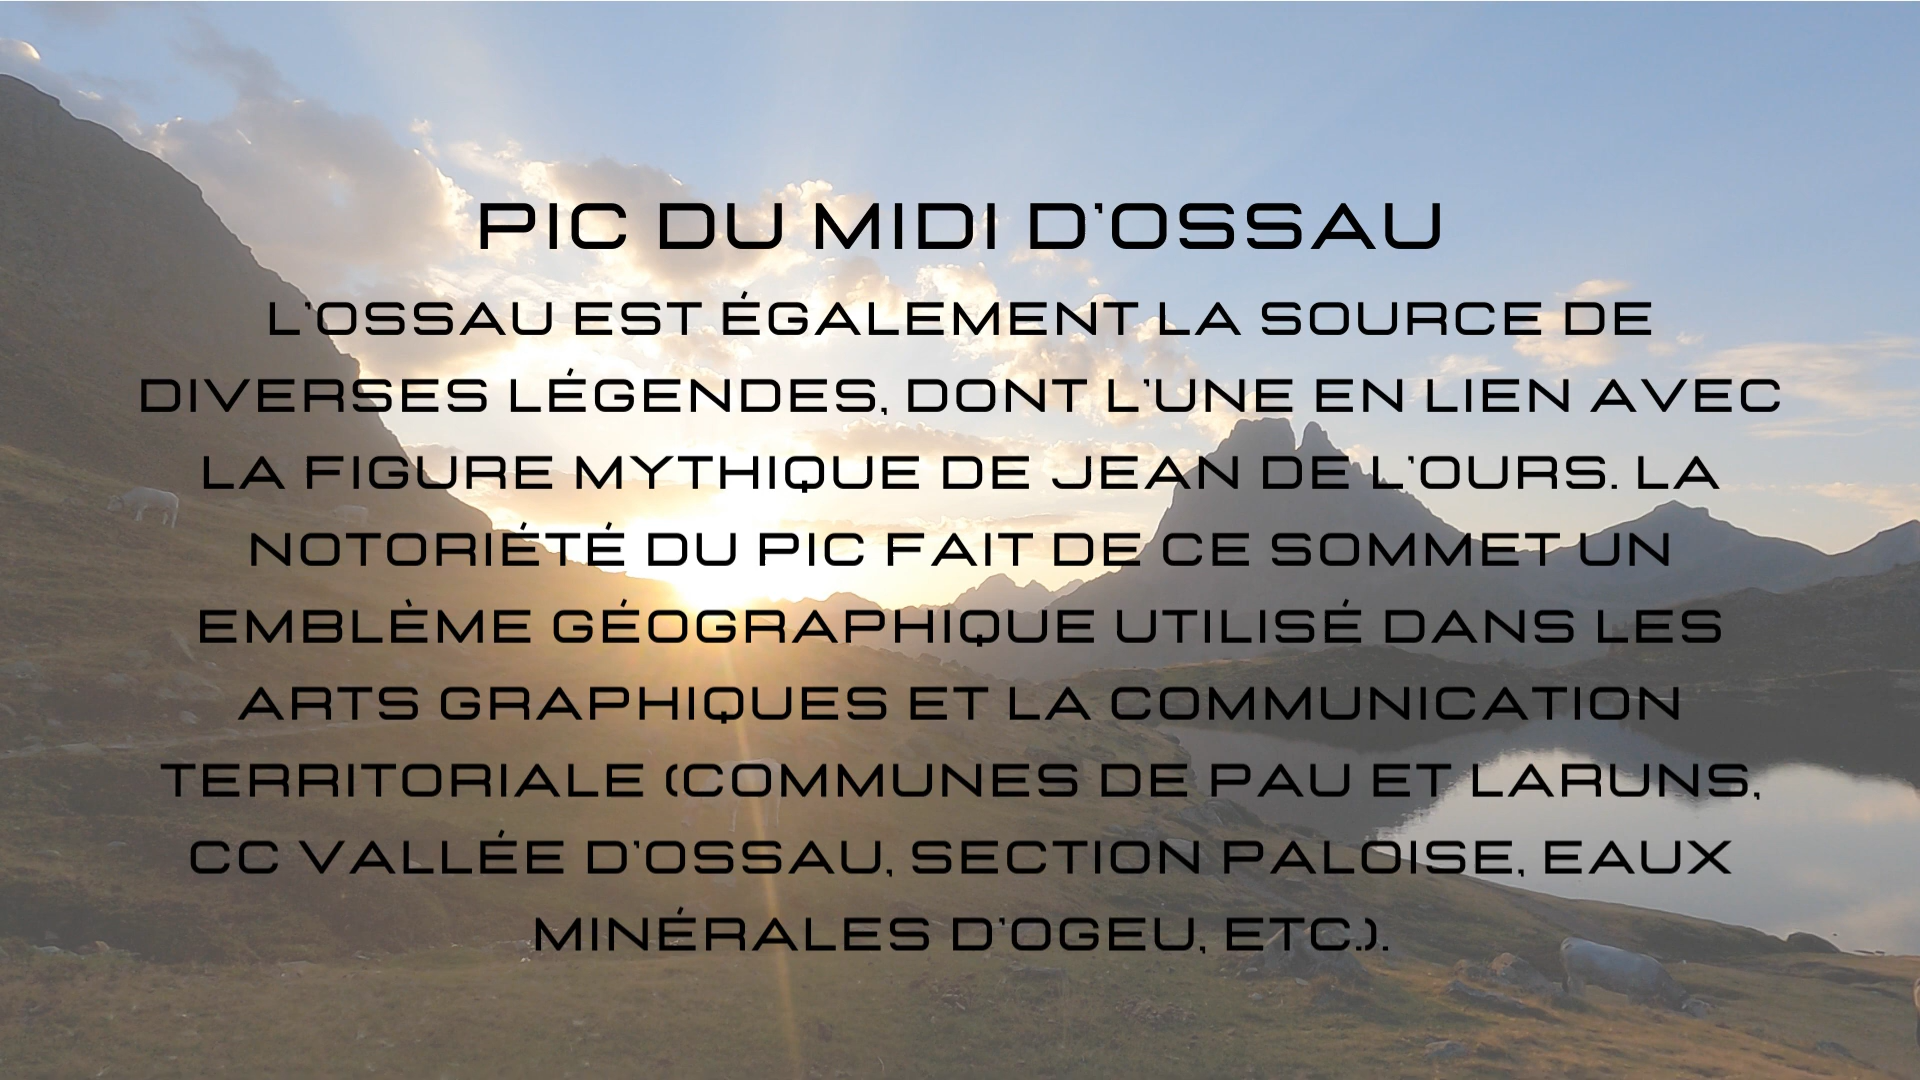 PIC DU MIDI D'OSSAU
L'OSSAU EST ÉGALEMENT LA SOURCE DE
DIVERSES LÉGENDES, DONT L'UNE EN LIEN AVEC
LA FIGURE MYTHIQUE DE JEAN DE L'OURS. LA
NOTORIÉTÉ DU PIC FAIT DE CE SOMMET UN
EMBLÈME GÉOGRAPHIQUE UTILISÉ DANS LES
ARTS GRAPHIQUES ET LA COMMUNICATION
TERRITORIALE (COMMUNES DE PAU ET LARUNS,
CC VALLÉE D'OSSAU, SECTION PALOISE, EAUX
MINÉRALES D'OGEU, ETC.).